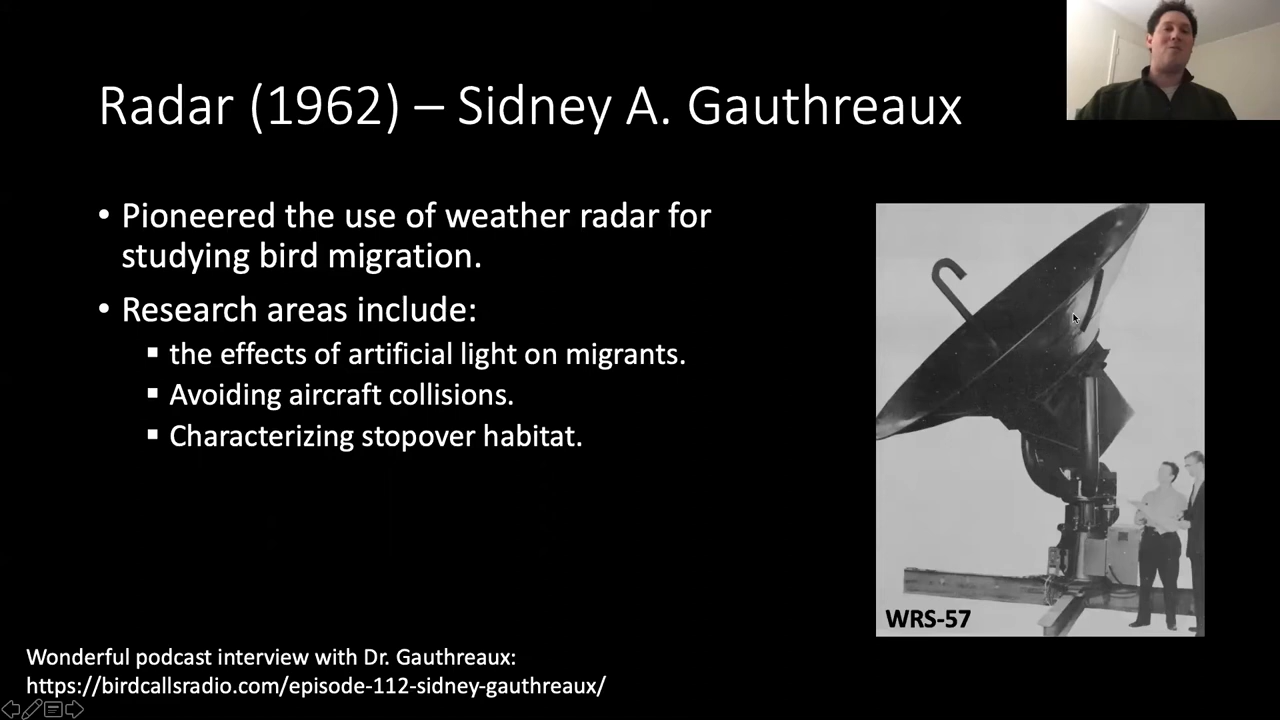 Radar (1962) – Sidney A. Gauthreaux
• Pioneered the use of weather radar for
studying bird migration.
• Research areas include:
▪ the effects of artificial light on migrants.
▪ Avoiding aircraft collisions.
▪ Characterizing stopover habitat.
WRS-57
Wonderful podcast interview with Dr. Gauthreaux:
https://birdcallsradio.com/episode-112-sidney-gauthreaux/